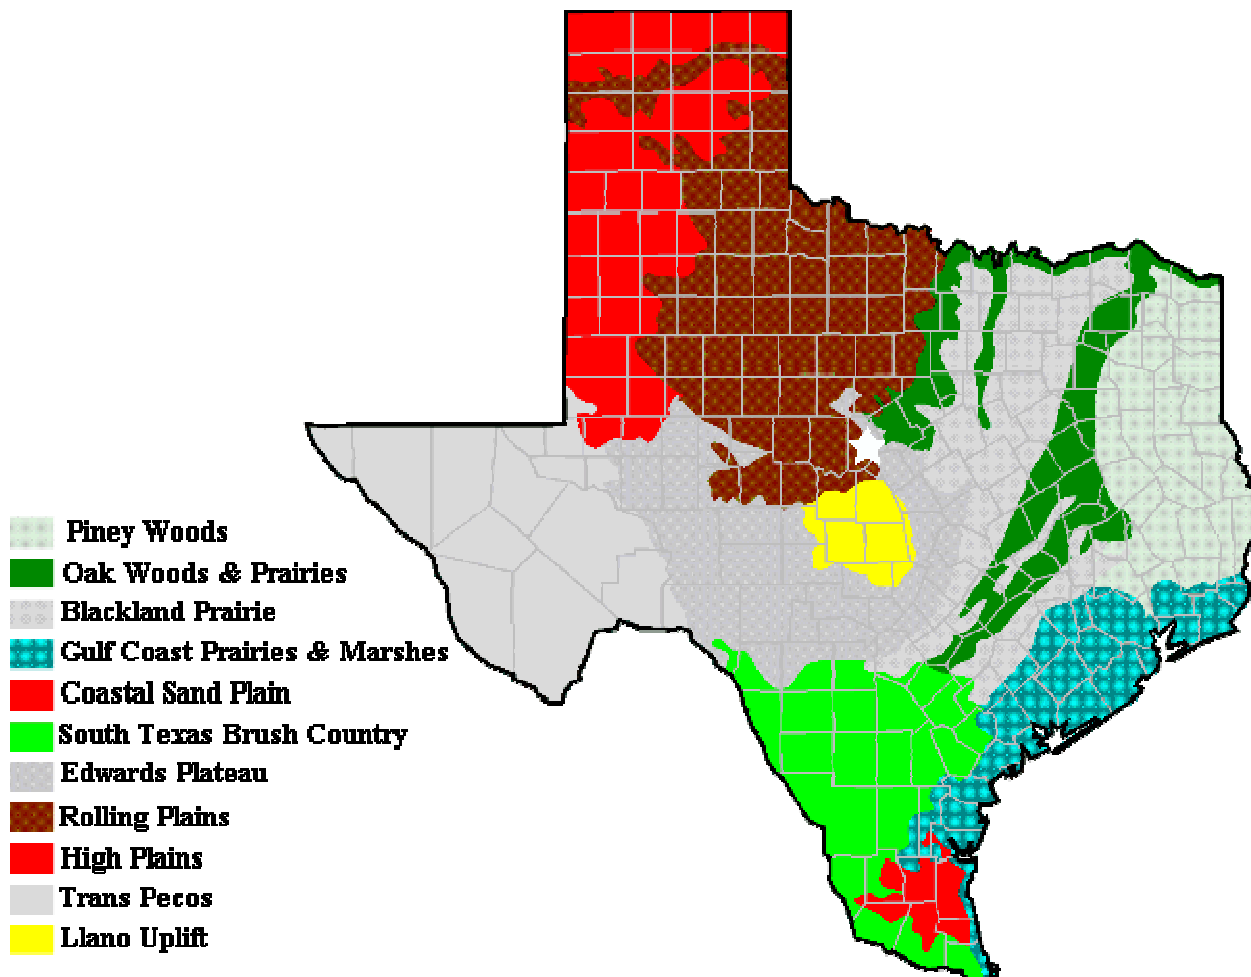 Piney Woods
Oak Woods & Prairies
Blackland Prairie
Gulf Coast Prairies & Marshes
Coastal Sand Plain
South Texas Brush Country
Edwards Plateau
Rolling Plains
High Plains
Trans Pecos
Llano Uplift